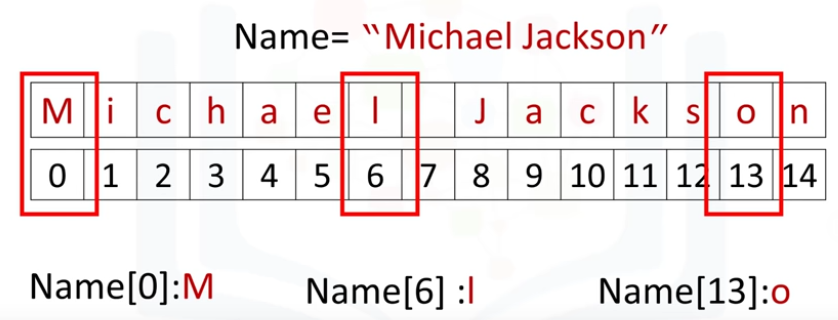 Name= “Michael Jackson”
M i c h a e l J a c k s o n
0 1 2 3 4 5 6 7 8 9 10 11 12 13 14
Name[0]:M Name[6] :l Name[13]:o